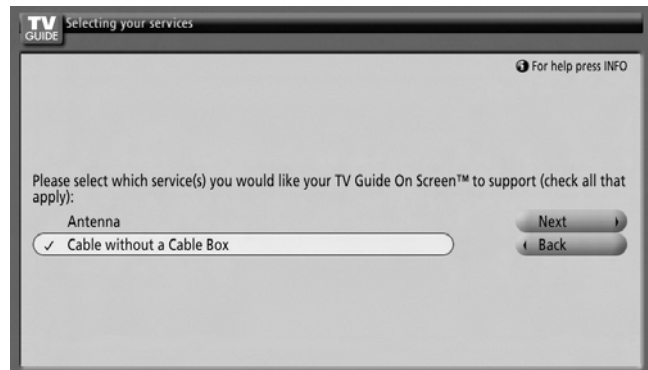 TV
GUIDE
Selecting your services
For help press INFO
Please select which service(s) you would like your TV Guide On Screen™ to support (check all that
apply):
Antenna
Next
✓ Cable without a Cable Box
Back